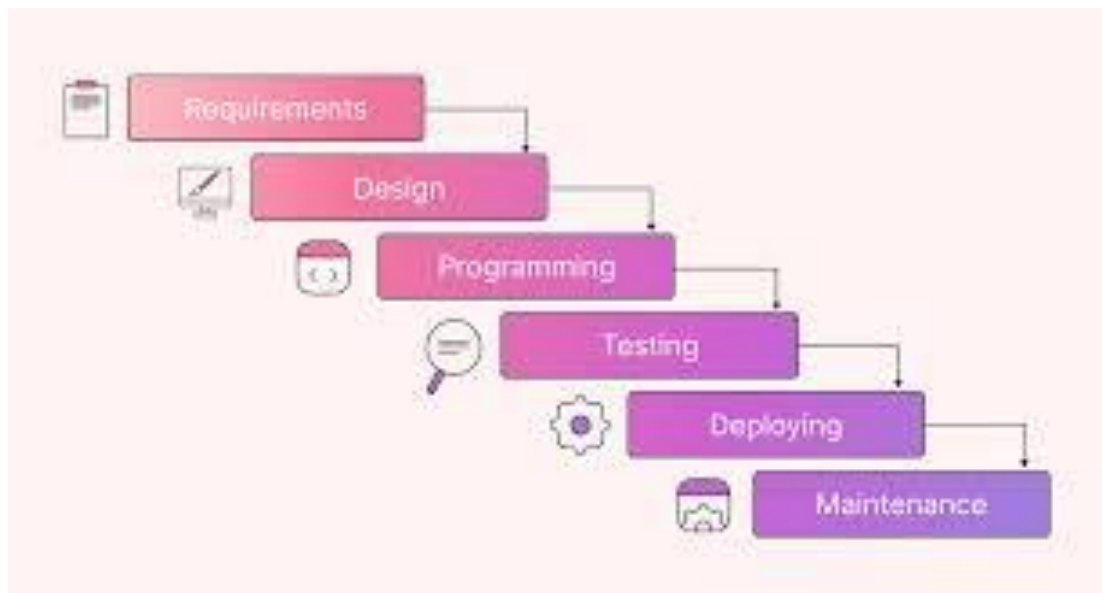 Requirements
Design
Programming
Testing
Deploying
Maintenance